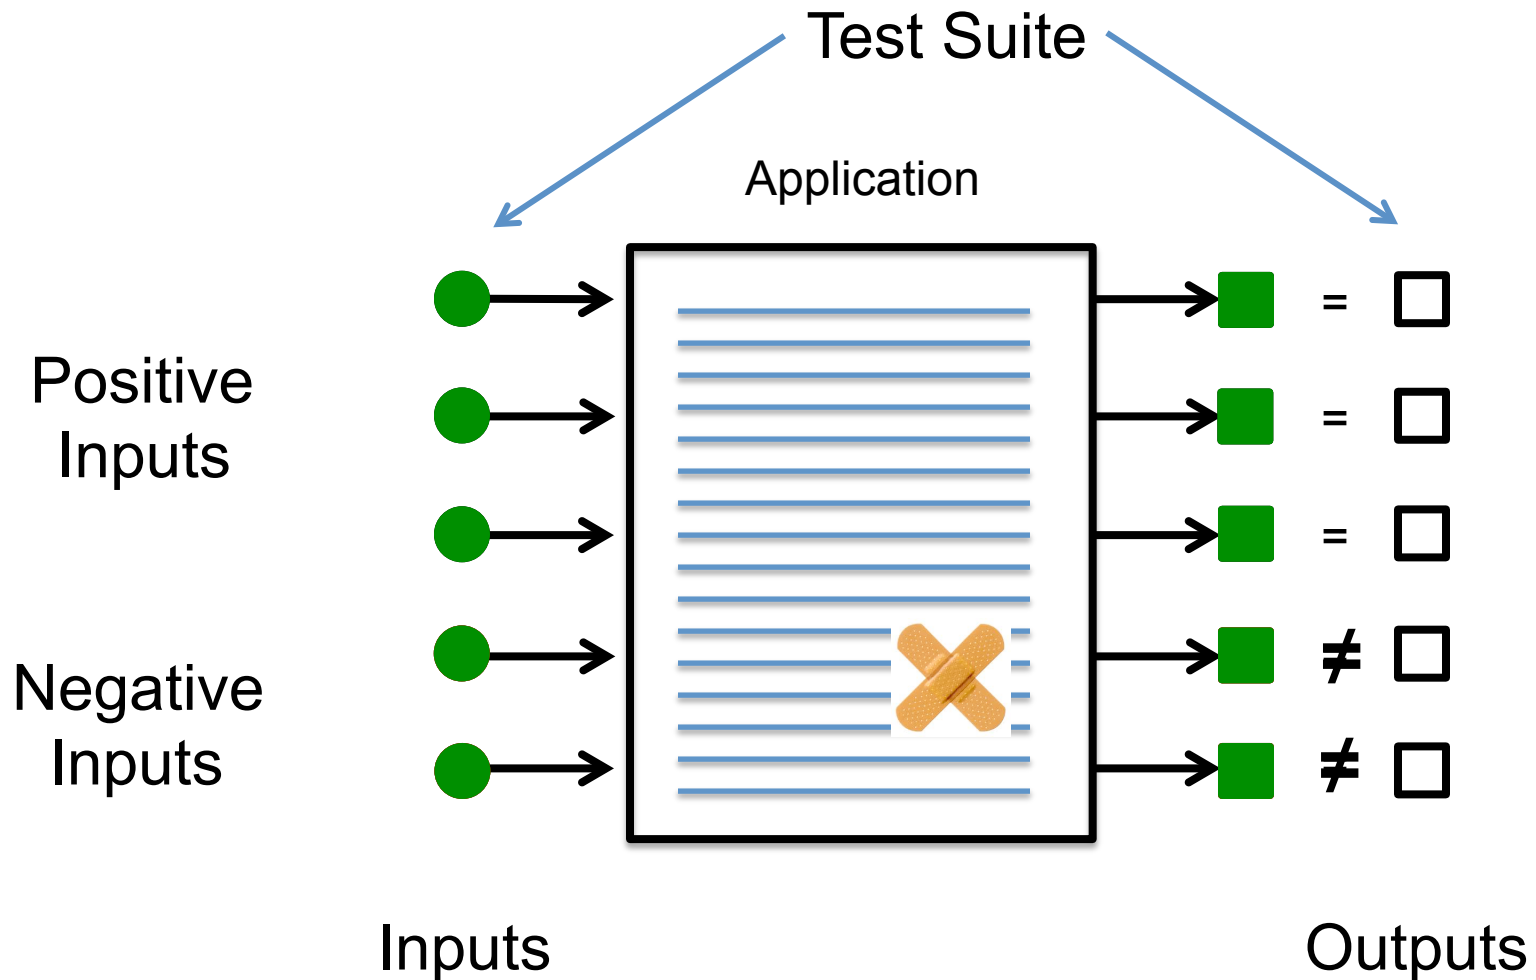 Test Suite
Application
=
=
Positive
Inputs
=
≠
Negative
Inputs
≠
Inputs
Outputs